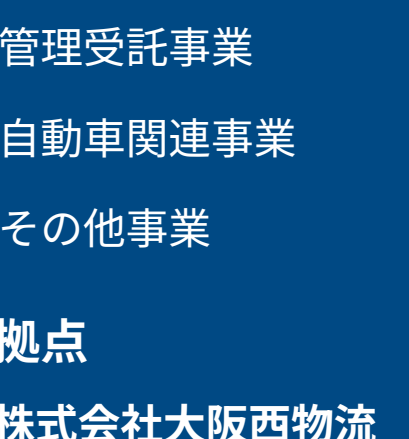 管理受託事業
自動車関連事業
その他事業
拠点
株式会社大阪西物流